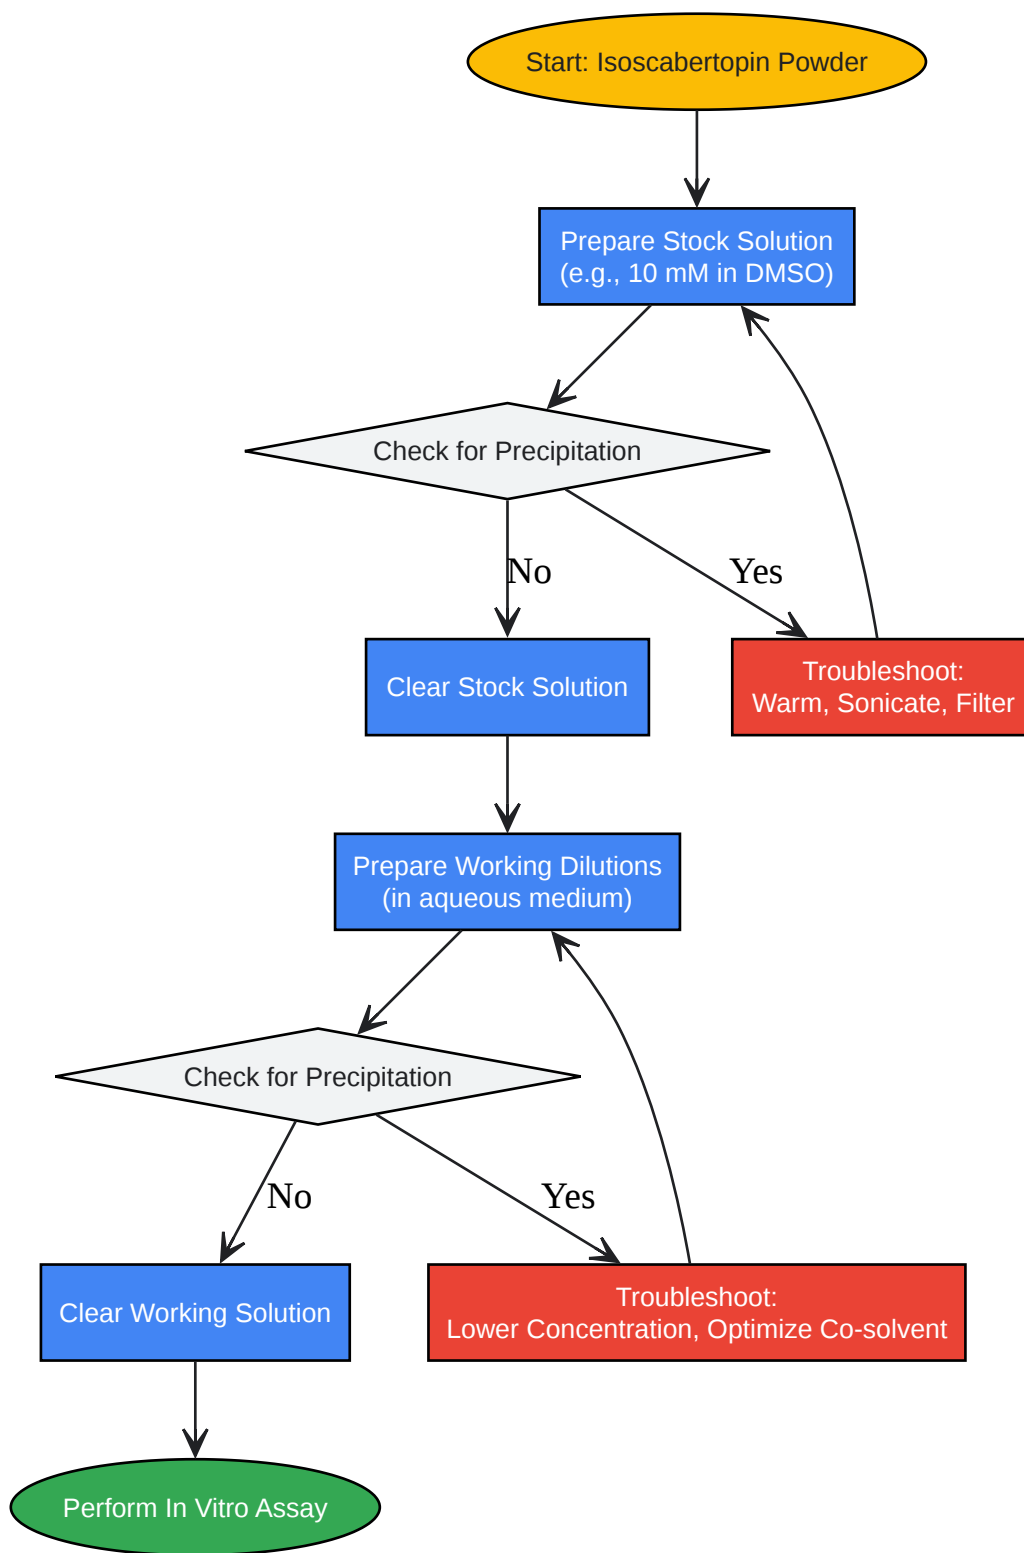 Start: Isoscabertopin Powder
Prepare Stock Solution
(e.g., 10 mM in DMSO)
Check for Precipitation
No
Yes
Clear Stock Solution
Troubleshoot:
Warm, Sonicate, Filter
Prepare Working Dilutions
(in aqueous medium)
Check for Precipitation
No
Yes
Clear Working Solution
Troubleshoot:
Lower Concentration, Optimize Co-solvent
Perform In Vitro Assay